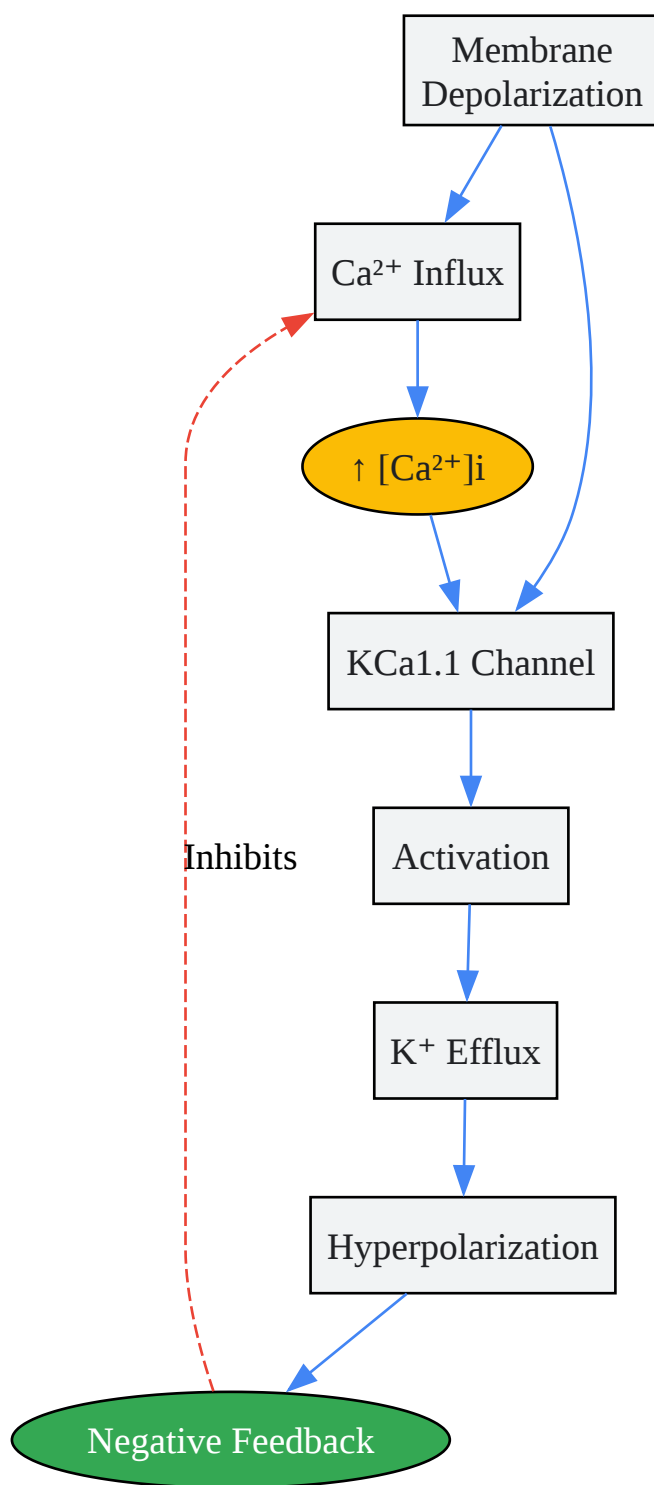 Membrane
Depolarization
Ca²⁺ Influx
↑ [Ca²⁺]i
KCa1.1 Channel
Activation
Inhibits
K⁺ Efflux
Hyperpolarization
Negative Feedback